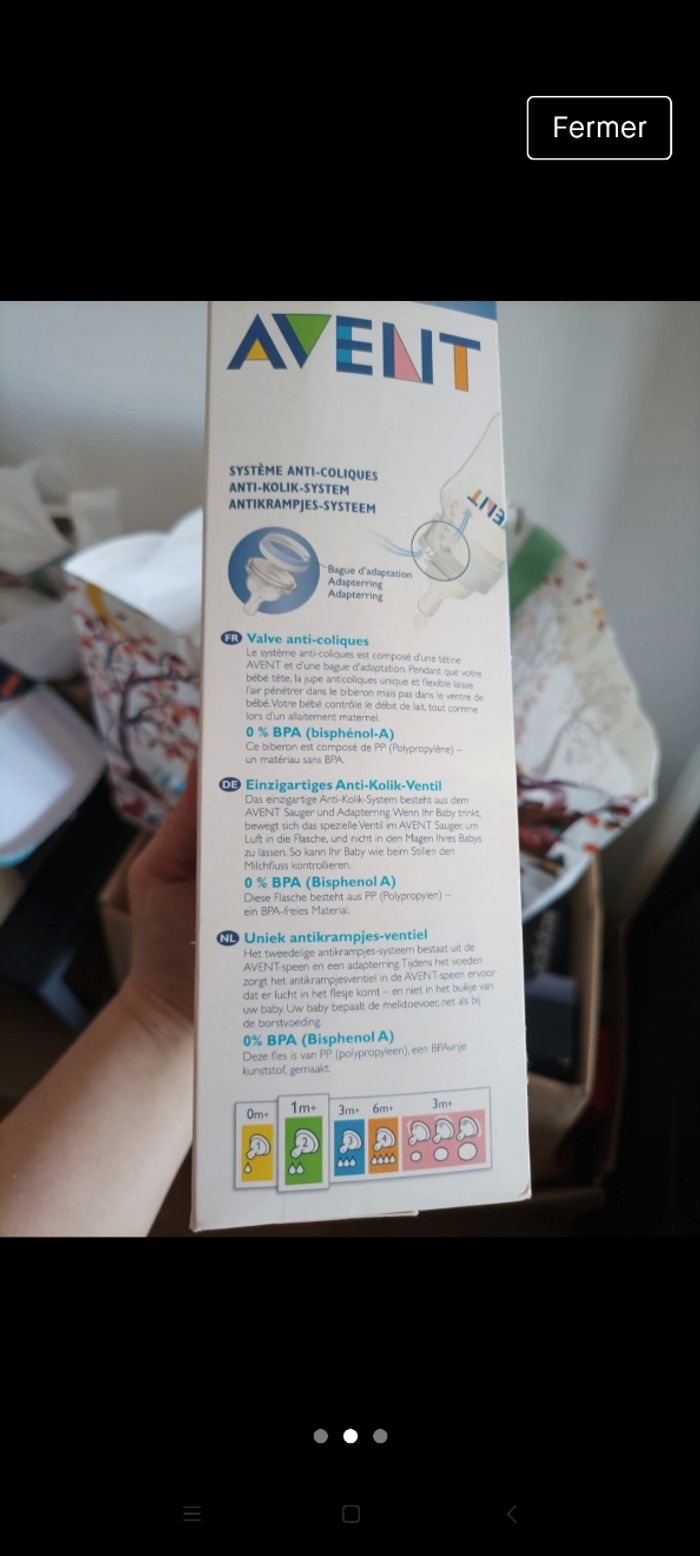 Fermer
AVENT
SYSTÈME ANTI-COLIQUES
ANTI-KOLIK-SYSTEM
ANTIKRAMPJES-SYSTEEM
AVENT
Bague d'adaptation
Adapterring
Adapterring
FR Valve anti-coliques
Le système anti-coliques est composé d'une tétine
AVENT et d'une bague d'adaptation. Pendant que votre
bébé tète, la jupe anticoliques unique et flexible laisse
l'air pénétrer dans le biberon mais pas dans le ventre de
bébé. Votre bébé contrôle le débit de lait, tout comme
lors d'un allaitement maternel.
0 % BPA (bisphénol-A)
Ce biberon est composé de PP (Polypropylène) –
un matériau sans BPA.
DE Einzigartiges Anti-Kolik-Ventil
Das einzigartige Anti-Kolik-System besteht aus dem
AVENT Sauger und Adapterring. Wenn Ihr Baby trinkt,
bewegt sich das spezielle Ventil im AVENT Sauger, um
Luft in die Flasche, und nicht in den Magen Ihres Babys
zu lassen. So kann Ihr Baby wie beim Stillen den
Milchfluss kontrollieren.
0 % BPA (Bisphenol A)
Diese Flasche besteht aus PP (Polypropylen) –
ein BPA-freies Material.
NL Uniek antikrampjes-ventiel
Het tweedelige antikrampjes-systeem bestaat uit de
AVENT-speen en een adapterring. Tijdens het voeden
zorgt het antikrampjesventiel in de AVENT-speen ervoor
dat er lucht in het flesje komt – en niet in het buikje van
uw baby. Uw baby bepaalt de melktoevoer, net als bij
de borstvoeding.
0% BPA (Bisphenol A)
Deze fles is van PP (polypropyleen), een BPAvrije
kunststof, gemaakt.
0m+ 1m+ 3m+ 6m+ 3m+
1 2 3 4